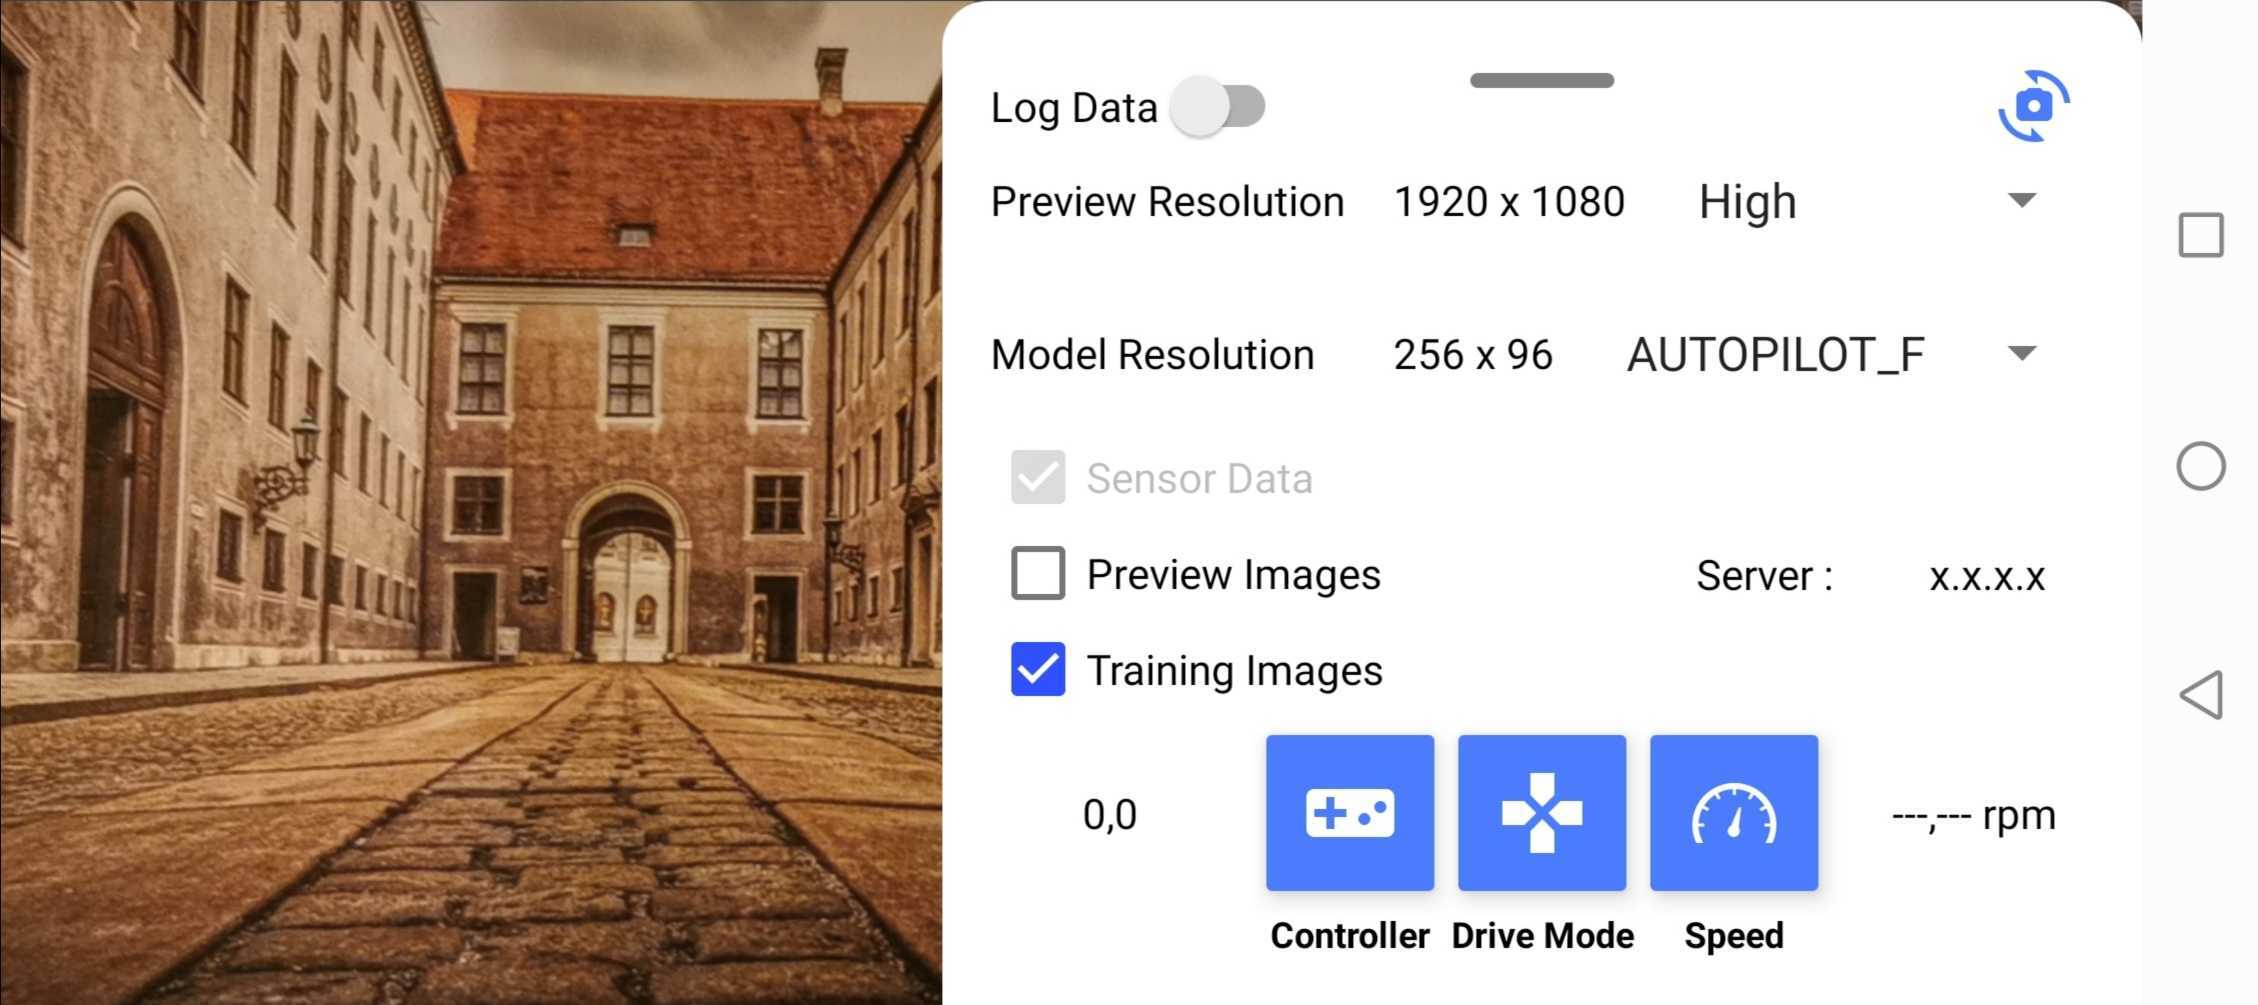 Log Data
Preview Resolution 1920 x 1080 High
Model Resolution 256 x 96 AUTOPILOT_F
Sensor Data
Preview Images Server : x.x.x.x
Training Images
0,0 ---,--- rpm
Controller Drive Mode Speed